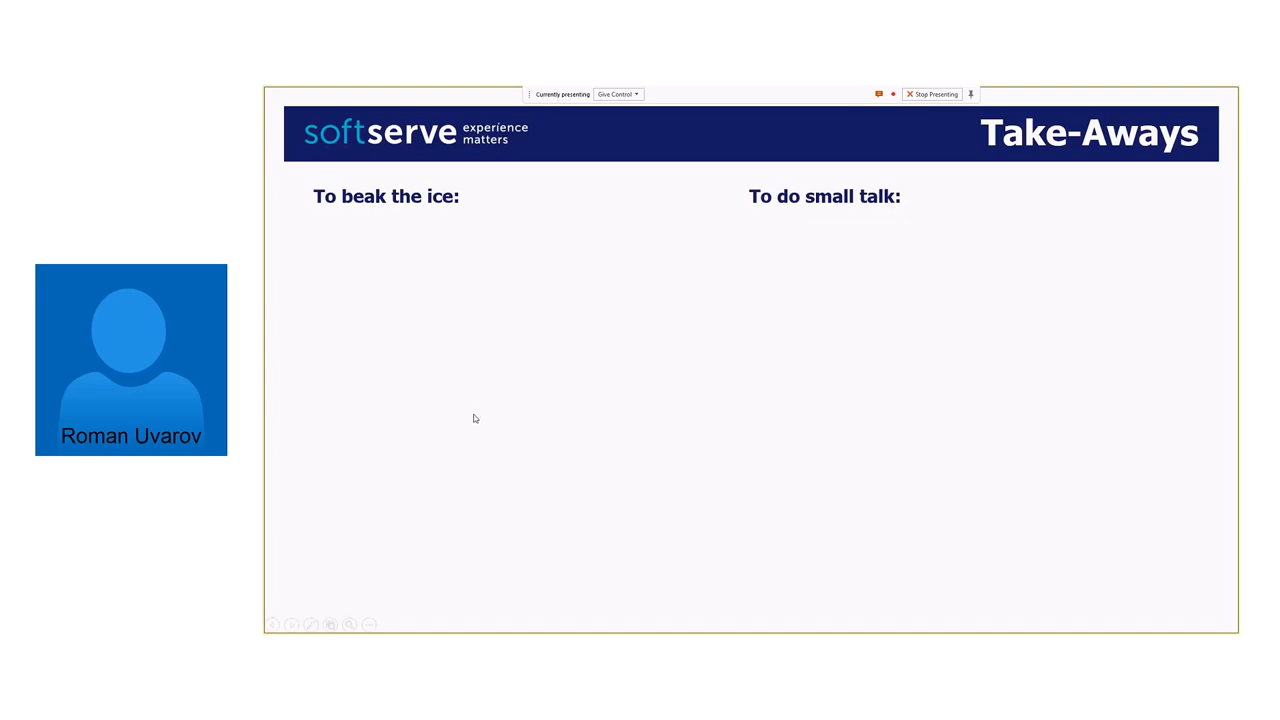 Currently presenting Give Control Stop Presenting
softserve experience matters
Take-Aways
To beak the ice:
To do small talk:
Roman Uvarov